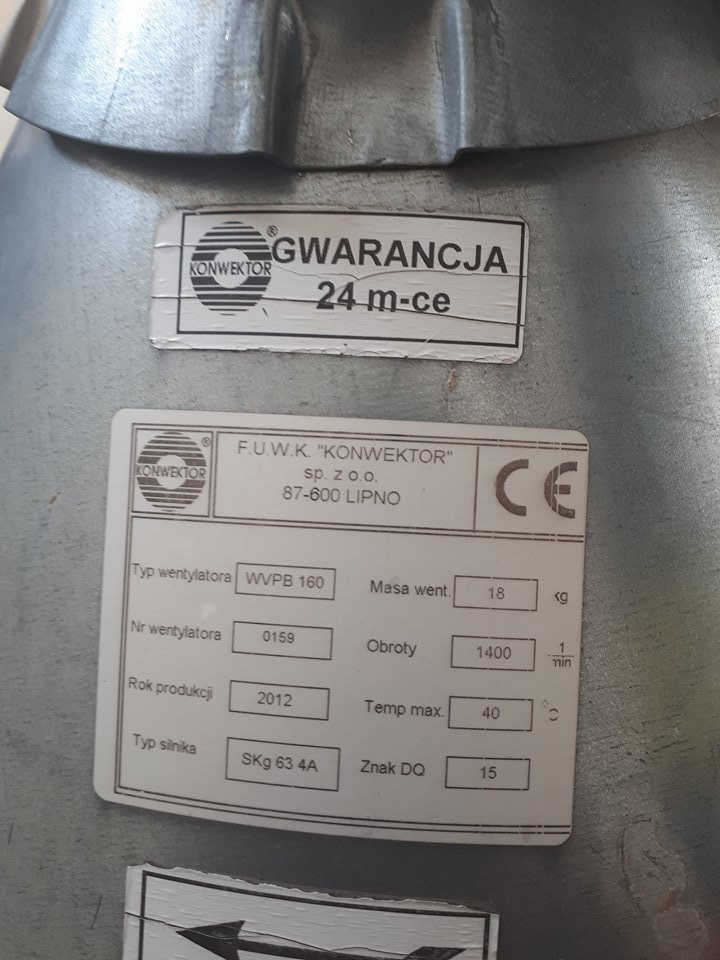 KONWEKTOR ®
GWARANCJA
24 m-ce
KONWEKTOR ®
F.U.W.K. "KONWEKTOR"
sp. z o.o.
87-600 LIPNO
CE
Typ wentylatora WVPB 160
Masa went. 18 kg
Nr wentylatora 0159
Obroty 1400 1/min
Rok produkcji 2012
Temp max. 40 °C
Typ silnika SKg 63 4A
Znak DQ 15